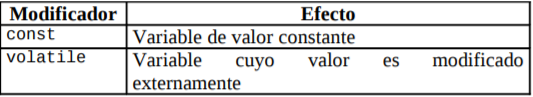 Modificador Efecto
const Variable de valor constante
volatile Variable cuyo valor es modificado
externamente